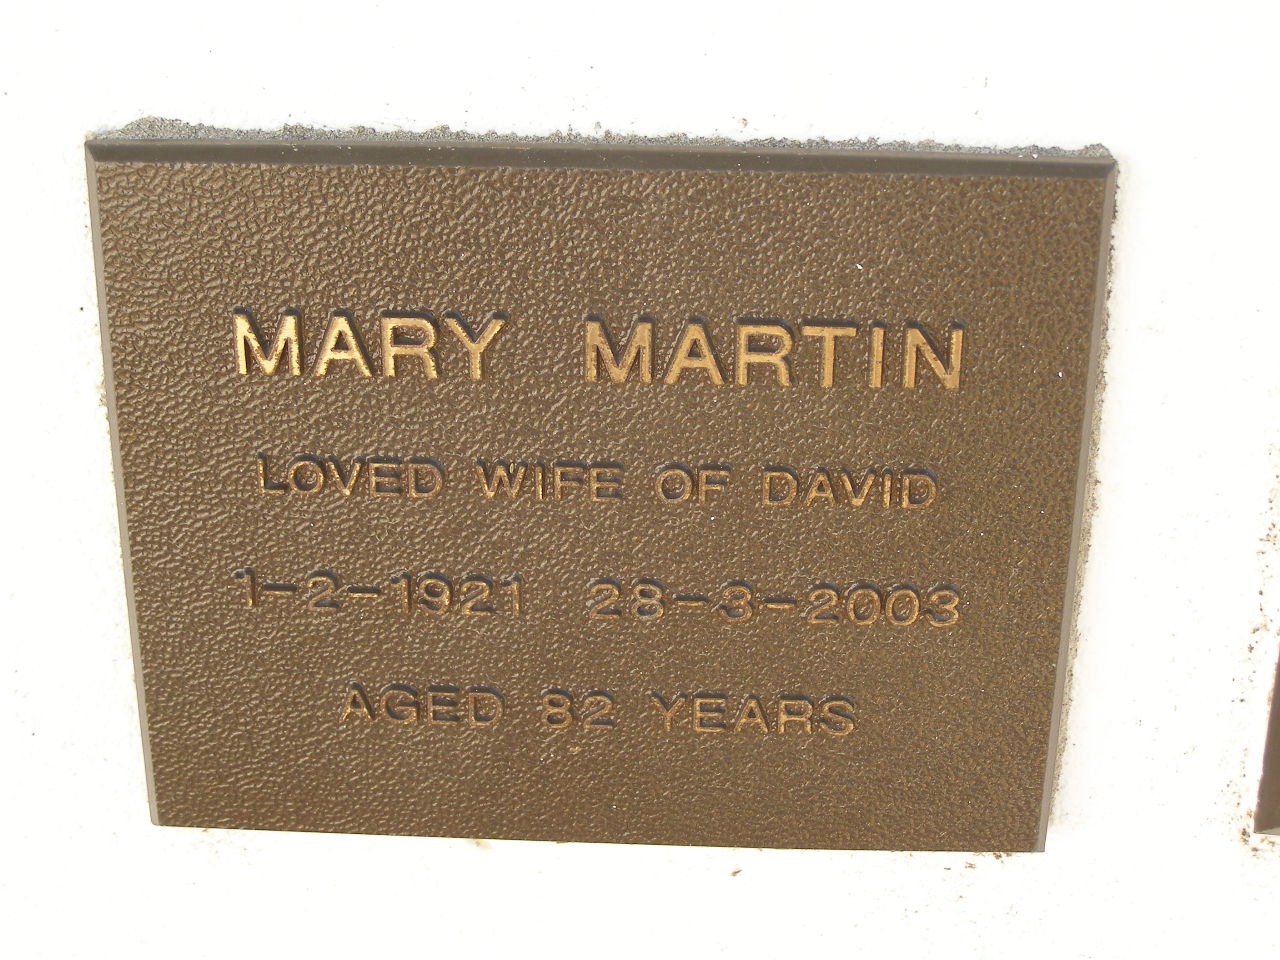 MARY MARTIN
LOVED WIFE OF DAVID
1-2-1921 28-3-2003
AGED 82 YEARS